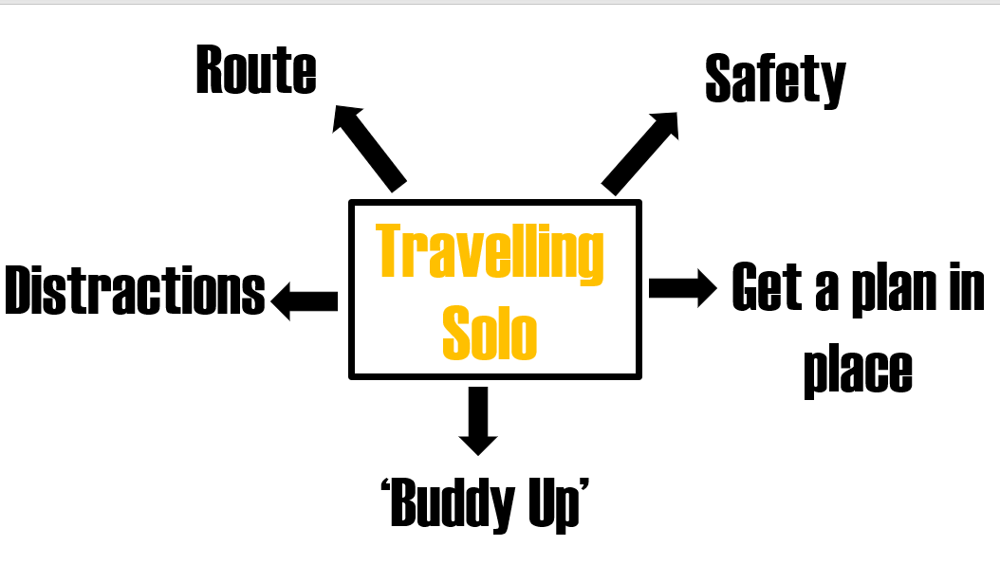 Route
Safety
Travelling
Solo
Distractions
Get a plan in
place
‘Buddy Up’